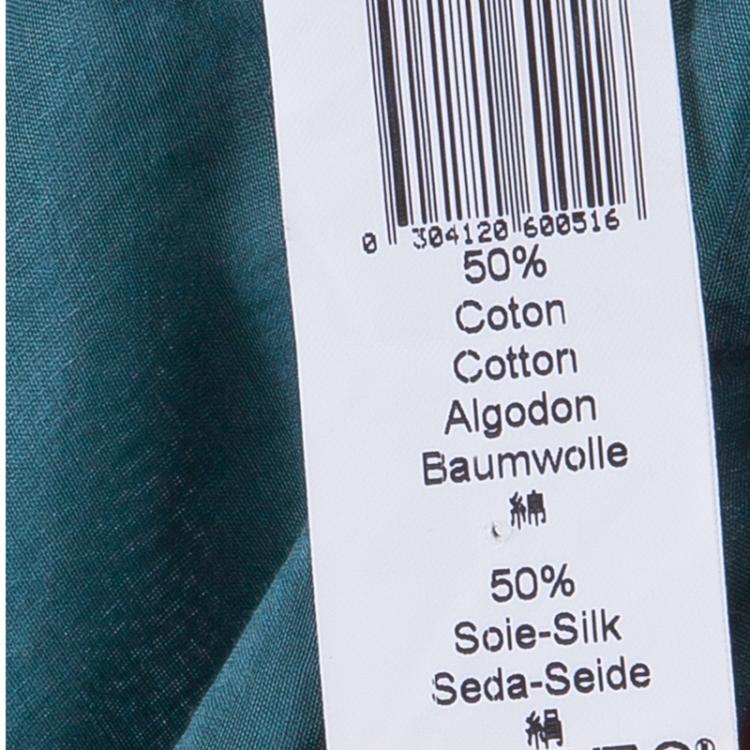 0 304120 600516
50%
Coton
Cotton
Algodon
Baumwolle
綿
50%
Soie-Silk
Seda-Seide
絹